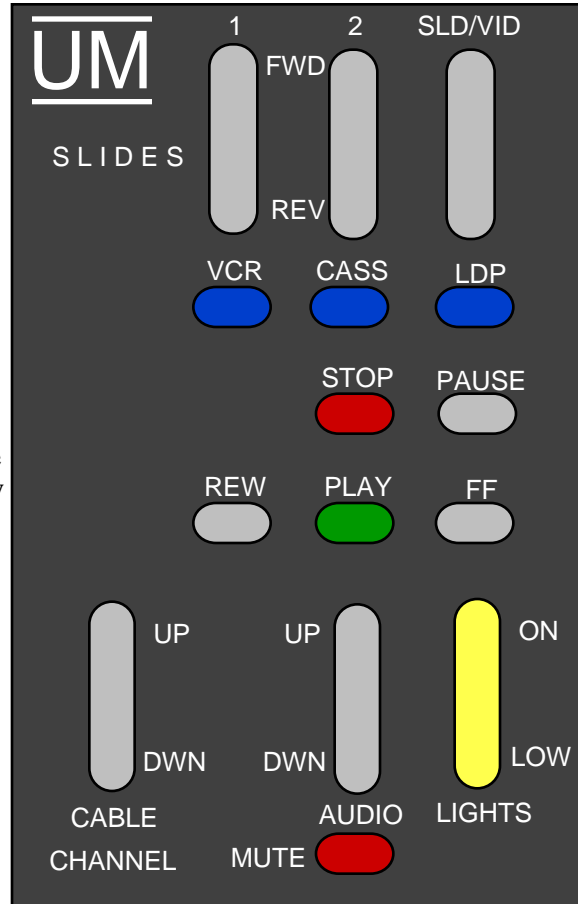 1 2 SLD/VID
UM
FWD
SLIDES
REV
VCR CASS LDP
STOP PAUSE
REW PLAY FF
UP UP ON
DWN DWN LOW
CABLE AUDIO LIGHTS
CHANNEL MUTE